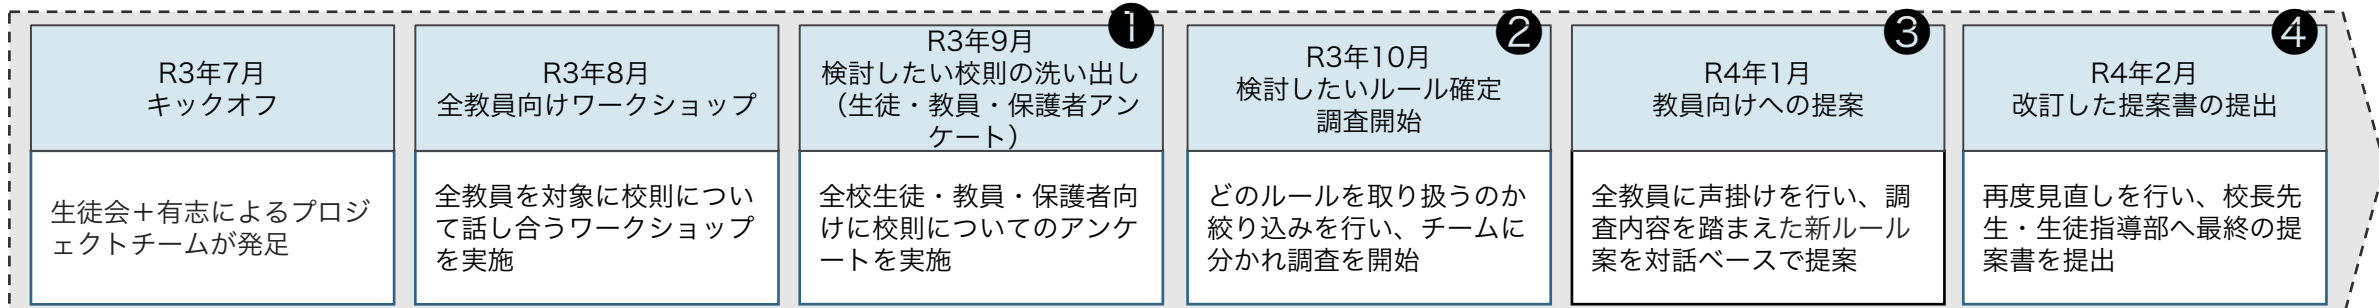 R3年7月
キックオフ
生徒会＋有志によるプロジ
ェクトチームが発足
R3年8月
全教員向けワークショップ
全教員を対象に校則につい
て話し合うワークショップ
を実施
❶
R3年9月
検討したい校則の洗い出し
（生徒・教員・保護者アン
ケート）
全校生徒・教員・保護者向
けに校則についてのアンケ
ートを実施
❷
R3年10月
検討したいルール確定
調査開始
どのルールを取り扱うのか
絞り込みを行い、チームに
分かれ調査を開始
❸
R4年1月
教員向けへの提案
全教員に声掛けを行い、調
査内容を踏まえた新ルール
案を対話ベースで提案
❹
R4年2月
改訂した提案書の提出
再度見直しを行い、校長先
生・生徒指導部へ最終の提
案書を提出